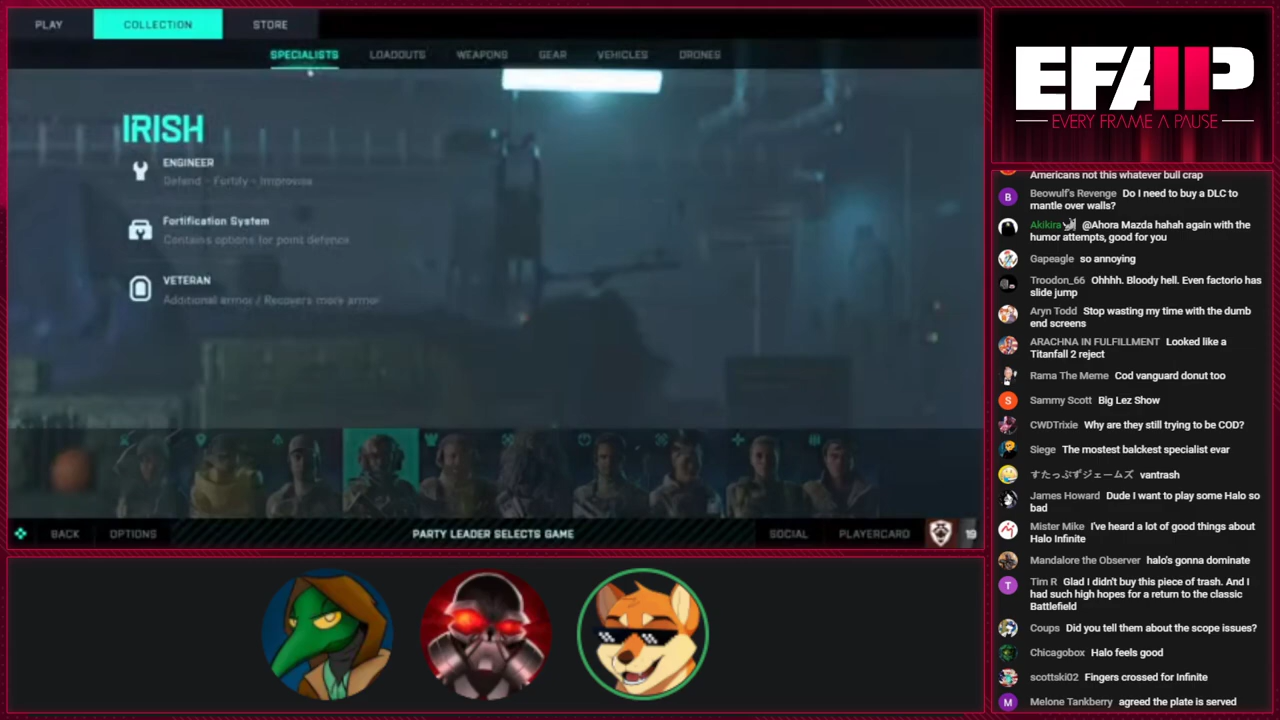 PLAY
COLLECTION
STORE
SPECIALISTS
LOADOUTS
WEAPONS
GEAR
VEHICLES
DRONES
IRISH
ENGINEER
Defend - Fortify - Improvise
Fortification System
Contains options for point defence
VETERAN
Additional armor / Recovers more armor
BACK
OPTIONS
PARTY LEADER SELECTS GAME
SOCIAL
PLAYERCARD
19
EFAP
EVERY FRAME A PAUSE
Americans not this whatever bull crap
Beowulf's Revenge Do I need to buy a DLC to
mantle over walls?
Akikira @Ahora Mazda hahah again with the
humor attempts, good for you
Gapeagle so annoying
Troodon_66 Ohhhh. Bloody hell. Even factorio has
slide jump
Aryn Todd Stop wasting my time with the dumb
end screens
ARACHNA IN FULFILLMENT Looked like a
Titanfall 2 reject
Rama The Meme Cod vanguard donut too
Sammy Scott Big Lez Show
CWDTrixie Why are they still trying to be COD?
Siege The mostest balckest specialist evar
すたっぷずジェームズ vantrash
James Howard Dude I want to play some Halo so
bad
Mister Mike I've heard a lot of good things about
Halo Infinite
Mandalore the Observer halo's gonna dominate
Tim R Glad I didn't buy this piece of trash. And I
had such high hopes for a return to the classic
Battlefield
Coups Did you tell them about the scope issues?
Chicagobox Halo feels good
scottski02 Fingers crossed for Infinite
Melone Tankberry agreed the plate is served